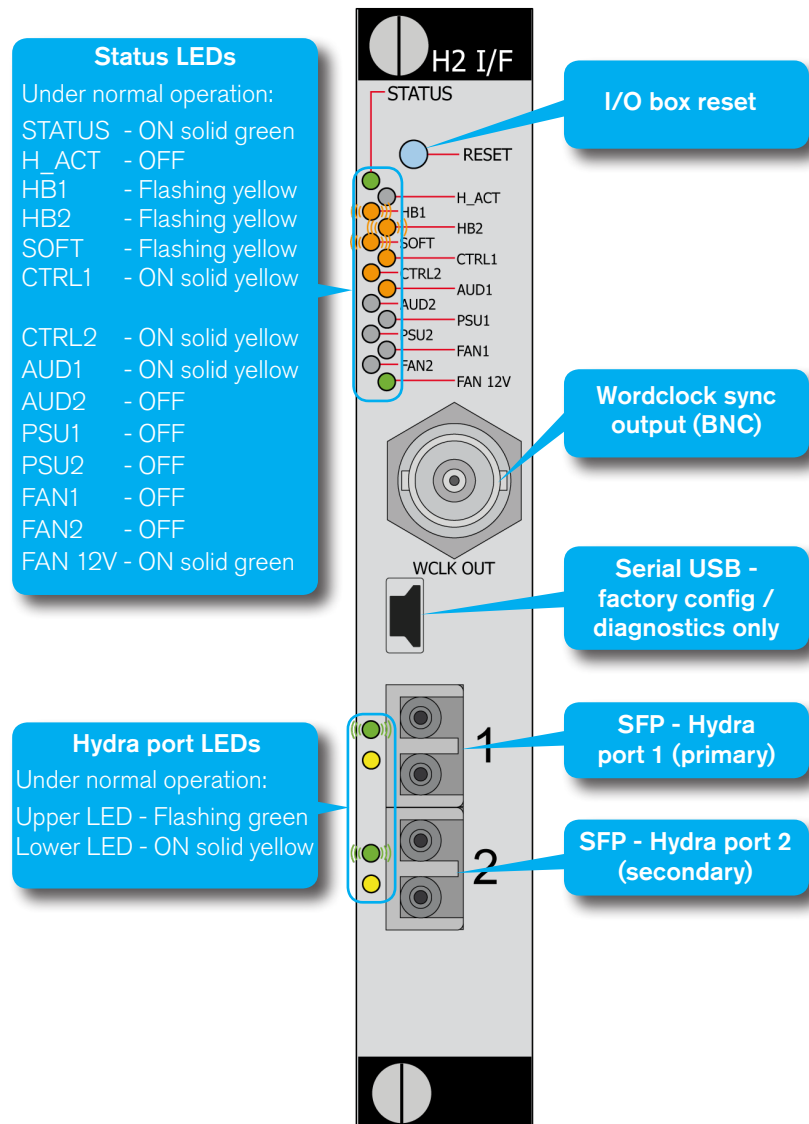 Status LEDs
Under normal operation:
STATUS - ON solid green
H_ACT - OFF
HB1 - Flashing yellow
HB2 - Flashing yellow
SOFT - Flashing yellow
CTRL1 - ON solid yellow
CTRL2 - ON solid yellow
AUD1 - ON solid yellow
AUD2 - OFF
PSU1 - OFF
PSU2 - OFF
FAN1 - OFF
FAN2 - OFF
FAN 12V - ON solid green
Hydra port LEDs
Under normal operation:
Upper LED - Flashing green
Lower LED - ON solid yellow
H2 I/F
STATUS
RESET
H_ACT
HB1
HB2
SOFT
CTRL1
CTRL2
AUD1
AUD2
PSU1
PSU2
FAN1
FAN2
FAN 12V
WCLK OUT
1
2
I/O box reset
Wordclock sync
output (BNC)
Serial USB -
factory config /
diagnostics only
SFP - Hydra
port 1 (primary)
SFP - Hydra port 2
(secondary)